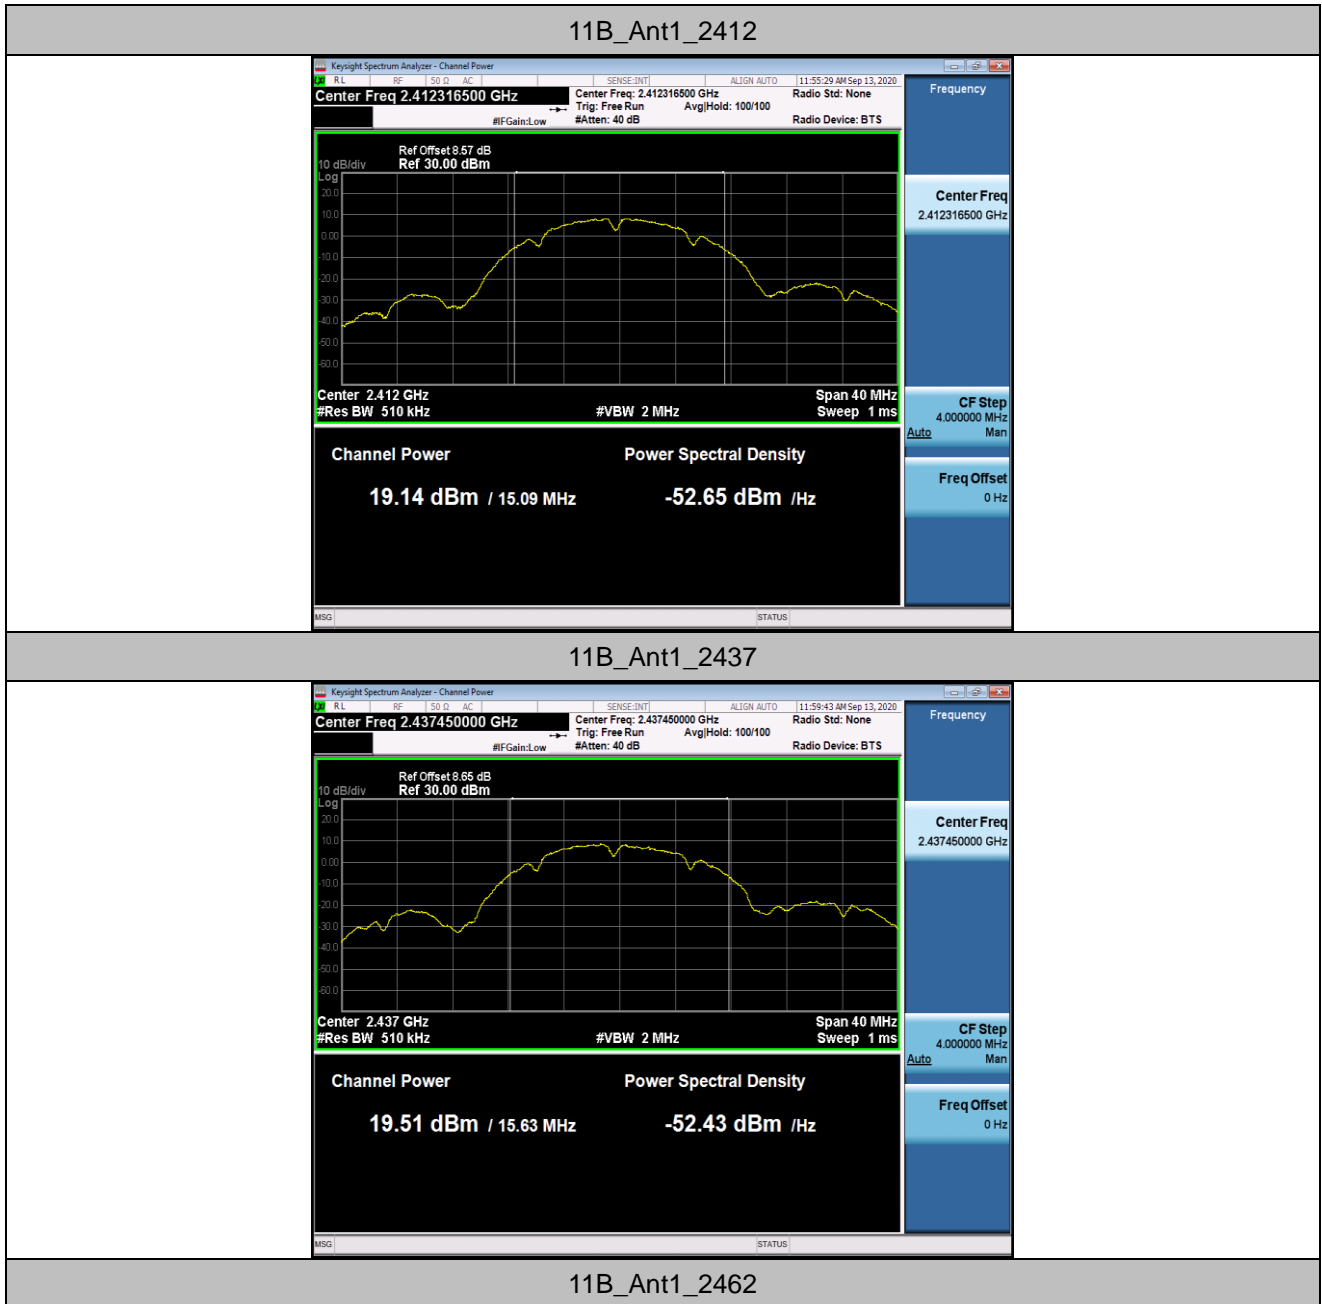 11B_Ant1_2412
Keysight Spectrum Analyzer - Channel Power
RL RF 50 Ω AC SENSE:INT ALIGN AUTO 11:55:29 AM Sep 13, 2020
Center Freq 2.412316500 GHz
Center Freq: 2.412316500 GHz
Radio Std: None
Trig: Free Run Avg|Hold: 100/100
#IFGain:Low
#Atten: 40 dB
Radio Device: BTS
Frequency
Ref Offset 8.57 dB
10 dB/div Ref 30.00 dBm
Log
20.0
10.0
0.00
-10.0
-20.0
-30.0
-40.0
-50.0
-60.0
Center Freq
2.412316500 GHz
Center 2.412 GHz
Span 40 MHz
#Res BW 510 kHz
#VBW 2 MHz
Sweep 1 ms
CF Step
4.000000 MHz
Auto Man
Channel Power
Power Spectral Density
Freq Offset
0 Hz
19.14 dBm / 15.09 MHz
-52.65 dBm /Hz
MSG
STATUS
11B_Ant1_2437
Keysight Spectrum Analyzer - Channel Power
RL RF 50 Ω AC SENSE:INT ALIGN AUTO 11:59:43 AM Sep 13, 2020
Center Freq 2.437450000 GHz
Center Freq: 2.437450000 GHz
Radio Std: None
Trig: Free Run Avg|Hold: 100/100
#IFGain:Low
#Atten: 40 dB
Radio Device: BTS
Frequency
Ref Offset 8.65 dB
10 dB/div Ref 30.00 dBm
Log
20.0
10.0
0.00
-10.0
-20.0
-30.0
-40.0
-50.0
-60.0
Center Freq
2.437450000 GHz
Center 2.437 GHz
Span 40 MHz
#Res BW 510 kHz
#VBW 2 MHz
Sweep 1 ms
CF Step
4.000000 MHz
Auto Man
Channel Power
Power Spectral Density
Freq Offset
0 Hz
19.51 dBm / 15.63 MHz
-52.43 dBm /Hz
MSG
STATUS
11B_Ant1_2462